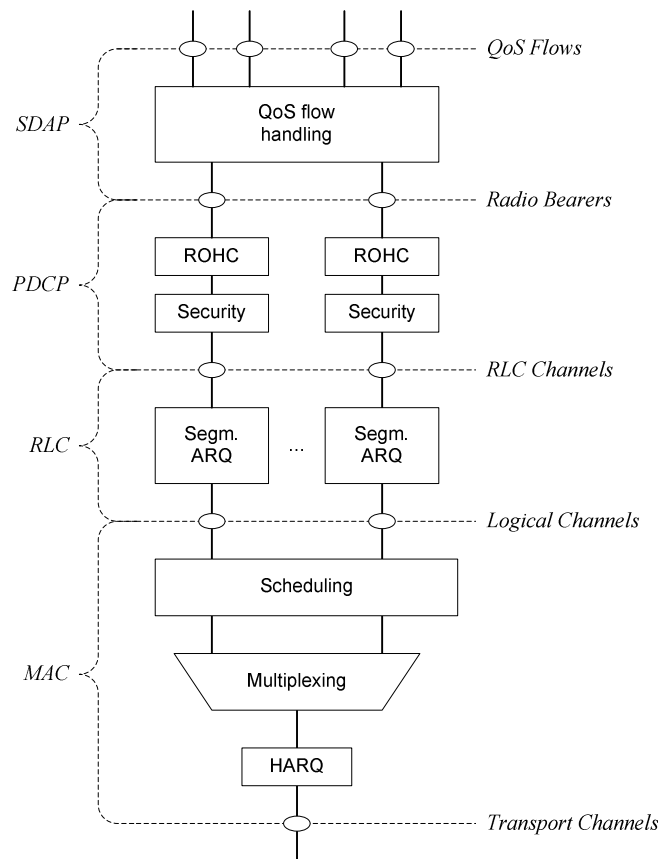 QoS Flows
QoS flow
handling
SDAP
Radio Bearers
ROHC
ROHC
PDCP
Security
Security
RLC Channels
Segm.
ARQ
...
Segm.
ARQ
RLC
Logical Channels
Scheduling
MAC
Multiplexing
HARQ
Transport Channels